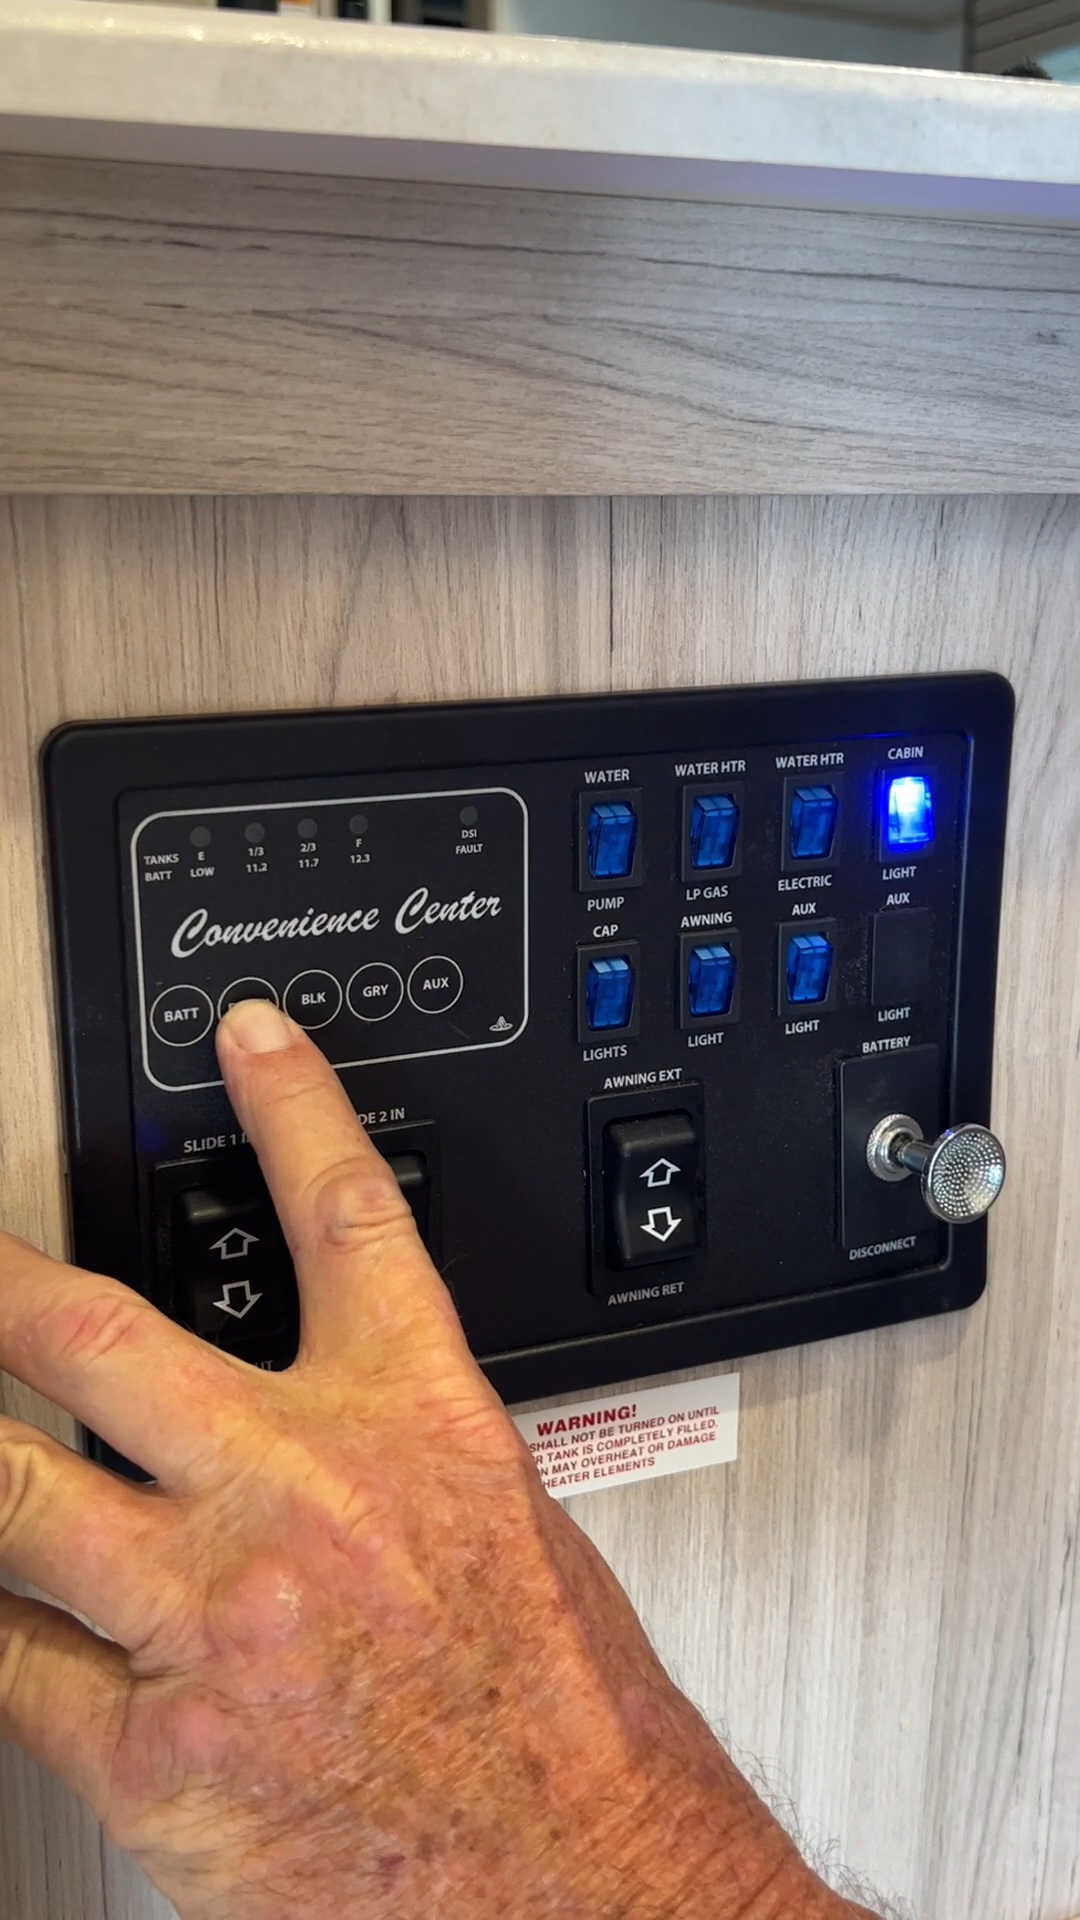 WATER
WATER HTR
WATER HTR
CABIN
E 1/3 2/3 F
TANKS
LOW 11.2 11.7 12.3
BATT
DSI
FAULT
PUMP
LP GAS
ELECTRIC
LIGHT
Convenience Center
CAP
AWNING
AUX
AUX
BATT
BLK
GRY
AUX
LIGHTS
LIGHT
LIGHT
LIGHT
SLIDE 1
2 IN
AWNING EXT
BATTERY
AWNING RET
DISCONNECT
WARNING!
SHALL NOT BE TURNED ON UNTIL
TANK IS COMPLETELY FILLED.
MAY OVERHEAT OR DAMAGE
HEATER ELEMENTS